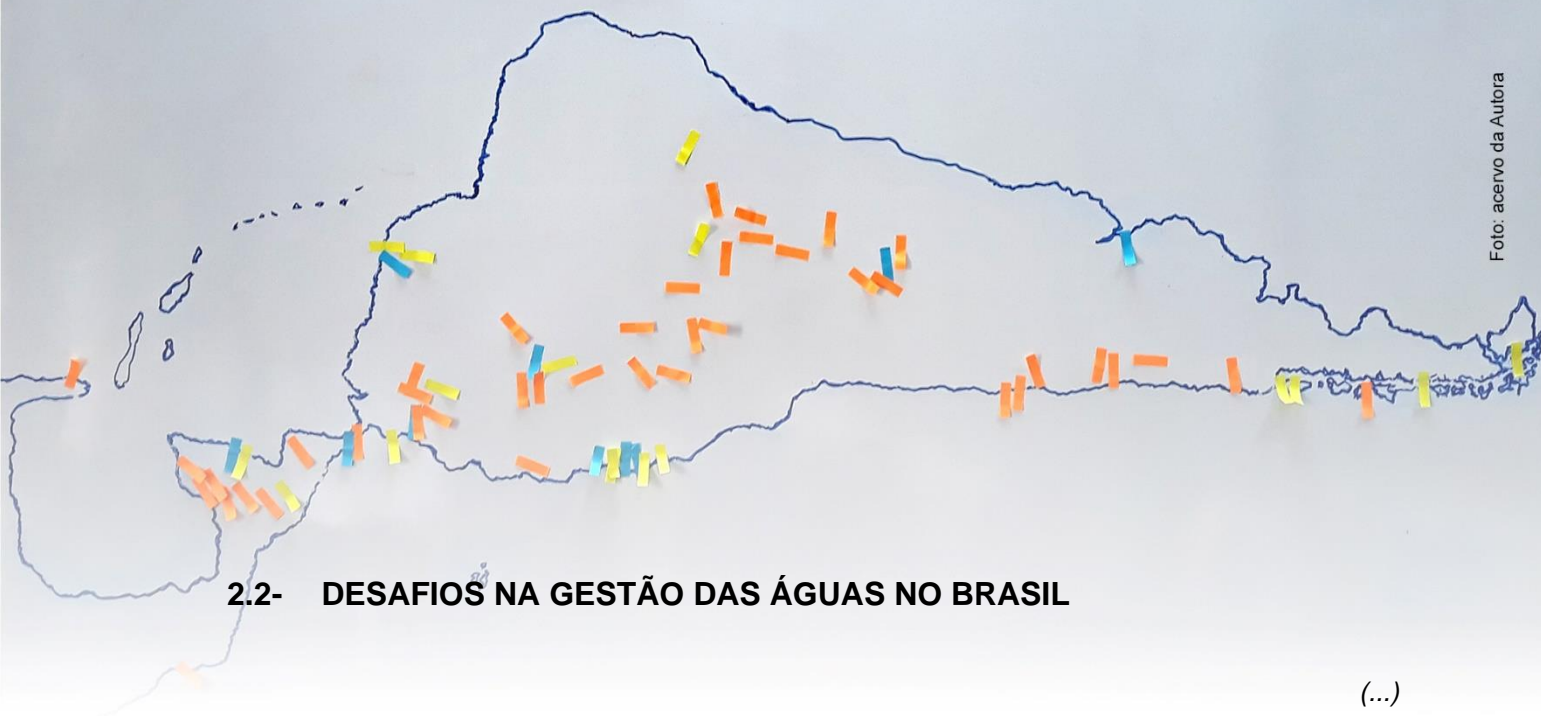 Foto: acervo da Autora
2.2- DESAFIOS NA GESTÃO DAS ÁGUAS NO BRASIL
(...)